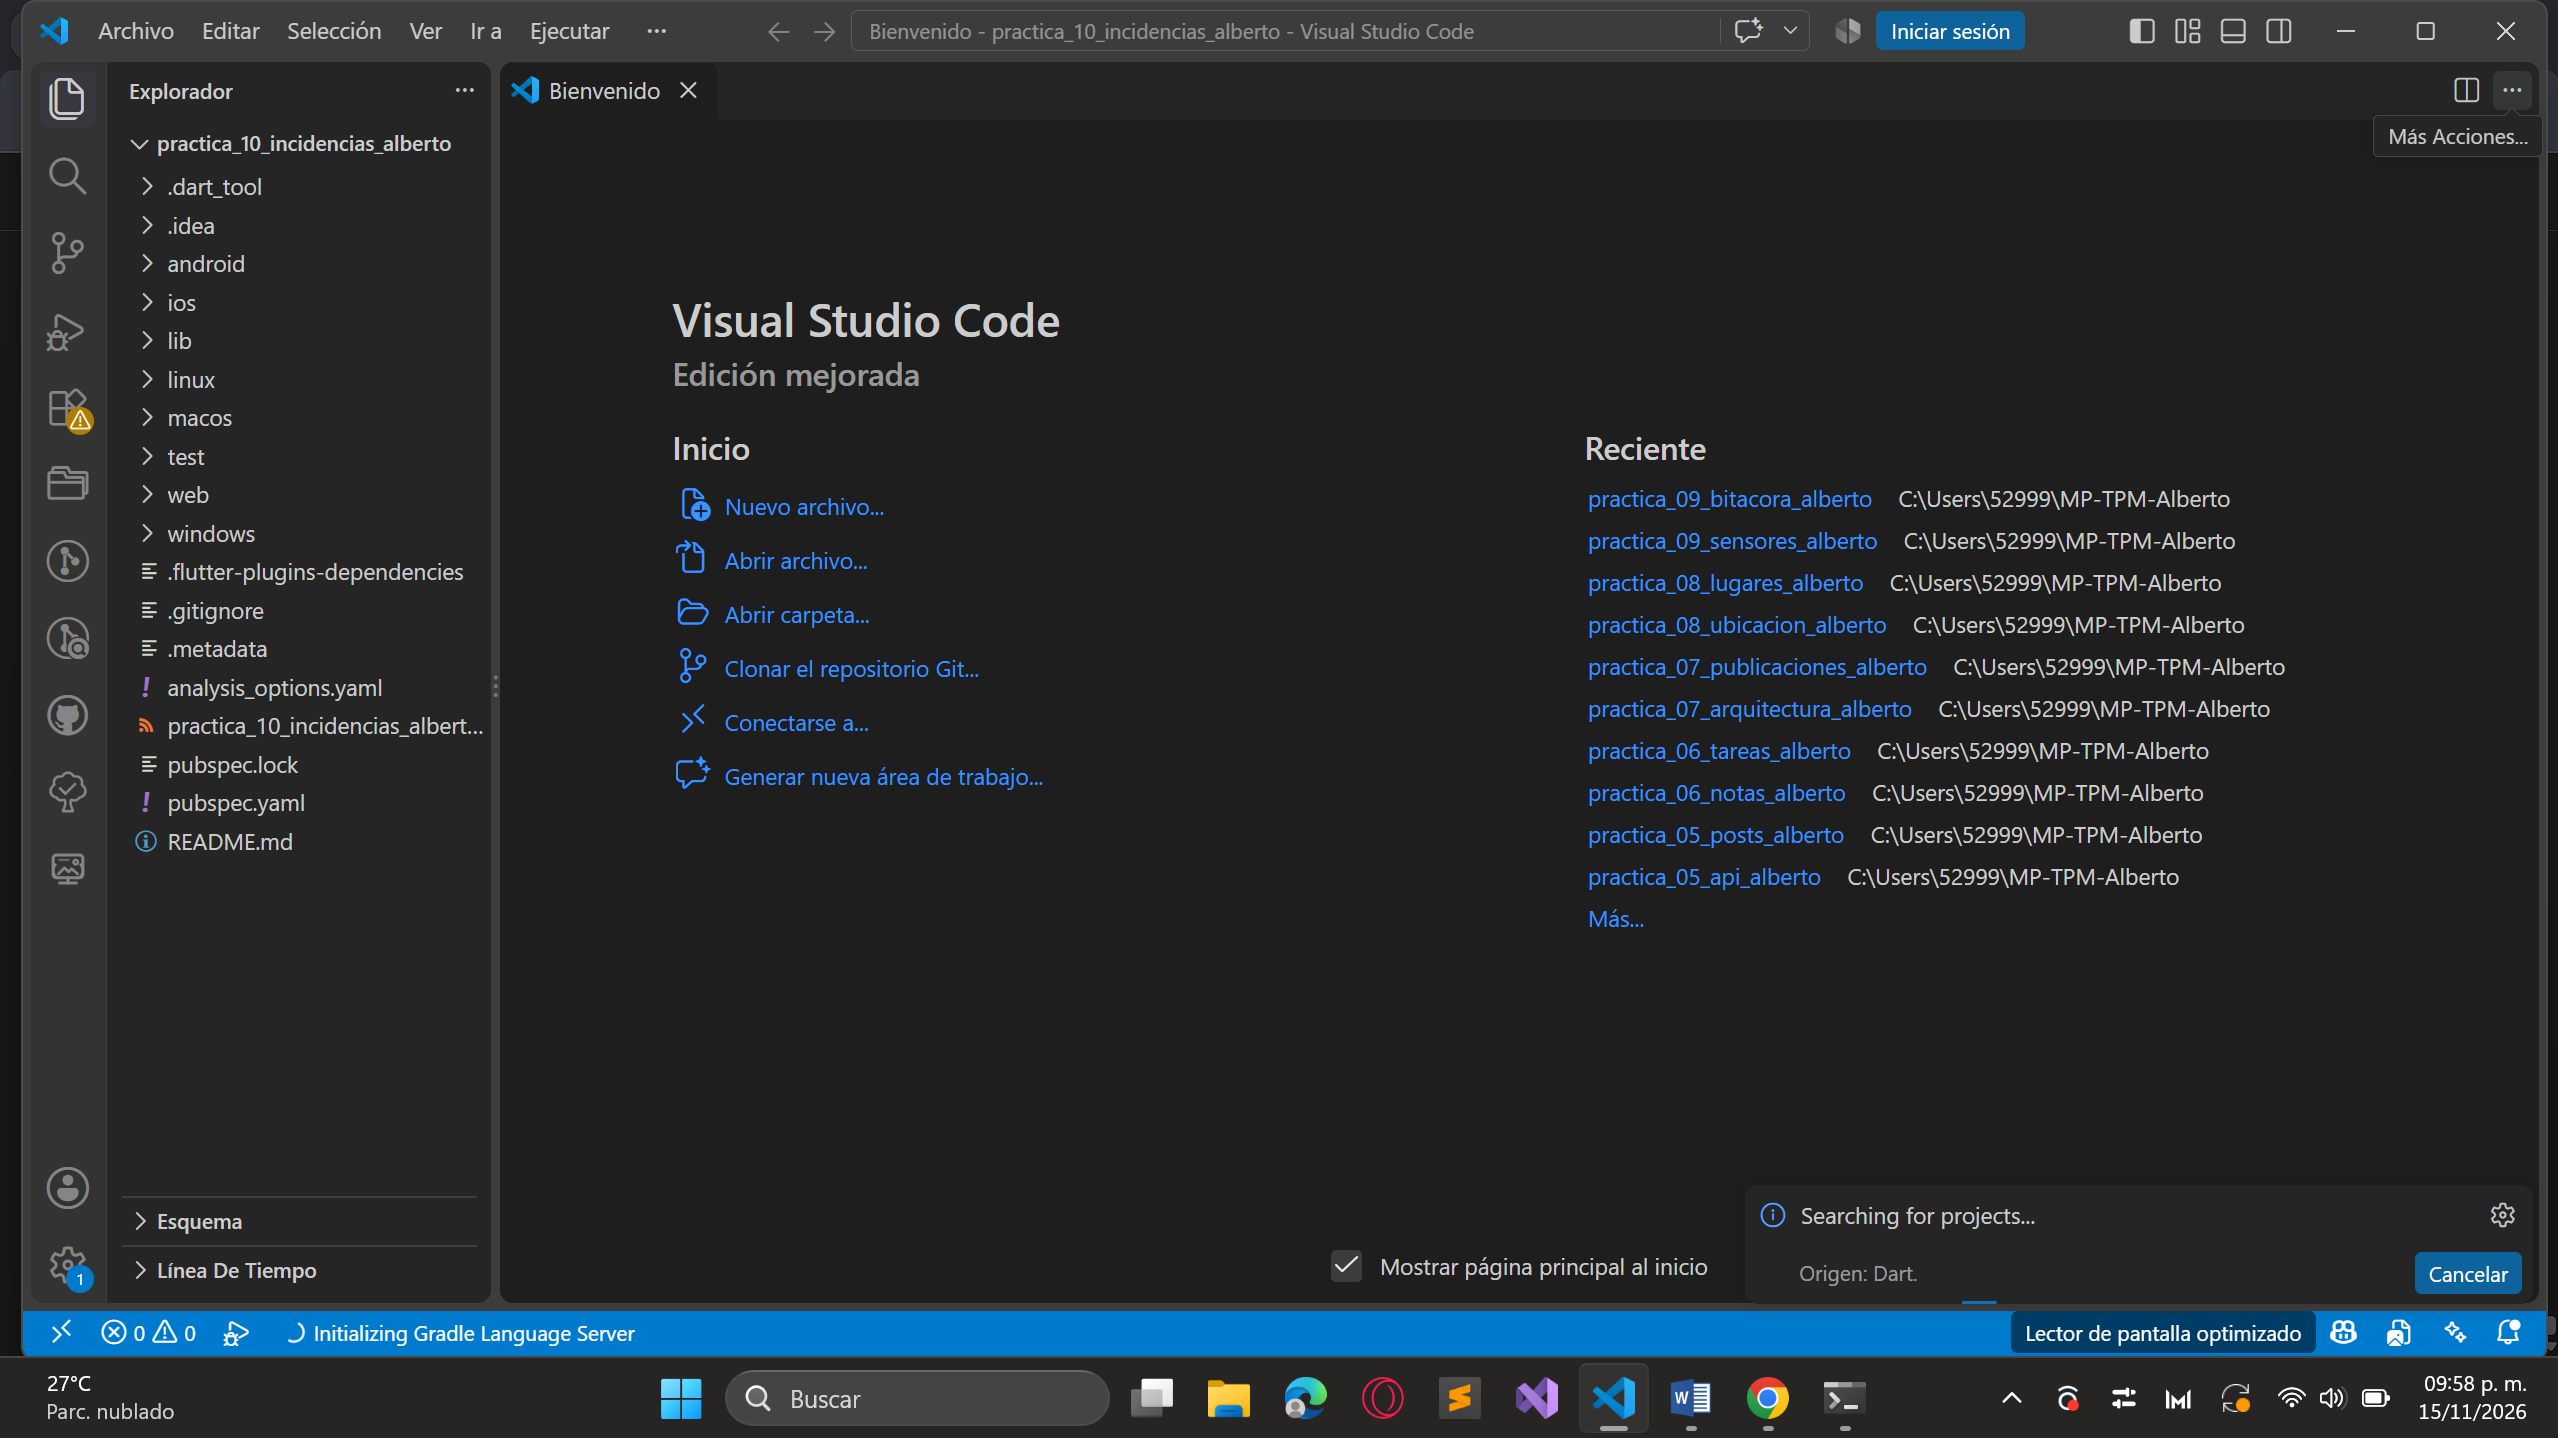 Archivo Editar Selección Ver Ir a Ejecutar ···
Bienvenido - practica_10_incidencias_alberto - Visual Studio Code
Iniciar sesión
Explorador
Bienvenido
Más Acciones...
practica_10_incidencias_alberto
.dart_tool
.idea
android
ios
lib
linux
macos
test
web
windows
.flutter-plugins-dependencies
.gitignore
.metadata
analysis_options.yaml
practica_10_incidencias_albert...
pubspec.lock
pubspec.yaml
README.md
Esquema
Línea De Tiempo
1
Visual Studio Code
Edición mejorada
Inicio
Nuevo archivo...
Abrir archivo...
Abrir carpeta...
Clonar el repositorio Git...
Conectarse a...
Generar nueva área de trabajo...
Reciente
practica_09_bitacora_alberto C:\Users\52999\MP-TPM-Alberto
practica_09_sensores_alberto C:\Users\52999\MP-TPM-Alberto
practica_08_lugares_alberto C:\Users\52999\MP-TPM-Alberto
practica_08_ubicacion_alberto C:\Users\52999\MP-TPM-Alberto
practica_07_publicaciones_alberto C:\Users\52999\MP-TPM-Alberto
practica_07_arquitectura_alberto C:\Users\52999\MP-TPM-Alberto
practica_06_tareas_alberto C:\Users\52999\MP-TPM-Alberto
practica_06_notas_alberto C:\Users\52999\MP-TPM-Alberto
practica_05_posts_alberto C:\Users\52999\MP-TPM-Alberto
practica_05_api_alberto C:\Users\52999\MP-TPM-Alberto
Más...
Mostrar página principal al inicio
Searching for projects...
Origen: Dart.
Cancelar
0 0 Initializing Gradle Language Server
Lector de pantalla optimizado
27°C
Parc. nublado
Buscar
09:58 p. m.
15/11/2026